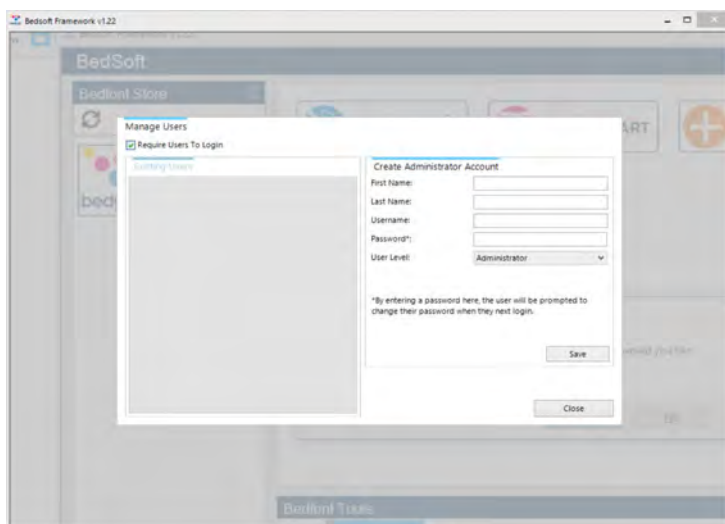 Bedsoft Framework v1.22
BedSoft
Bedfont Store
ART
Manage Users
Require Users To Login
Existing Users
Create Administrator Account
First Name:
Last Name:
Username:
Password*:
User Level:
Administrator
*By entering a password here, the user will be prompted to
change their password when they next login.
Save
Close
Bedfont Tools